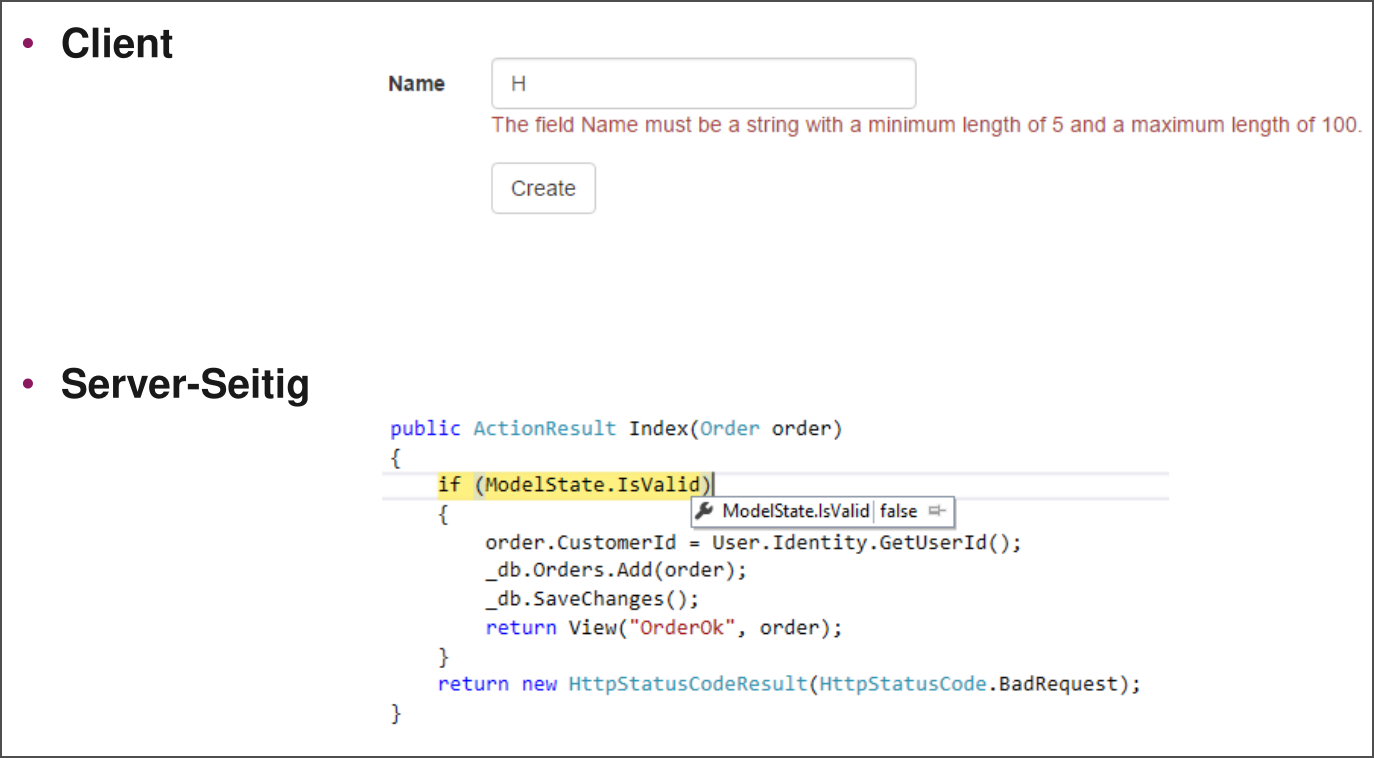 • Client
Name H
The field Name must be a string with a minimum length of 5 and a maximum length of 100.
Create
• Server-Seitig
public ActionResult Index(Order order)
{
if (ModelState.IsValid)
ModelState.IsValid false
{
order.CustomerId = User.Identity.GetUserId();
_db.Orders.Add(order);
_db.SaveChanges();
return View("OrderOk", order);
}
return new HttpStatusCodeResult(HttpStatusCode.BadRequest);
}